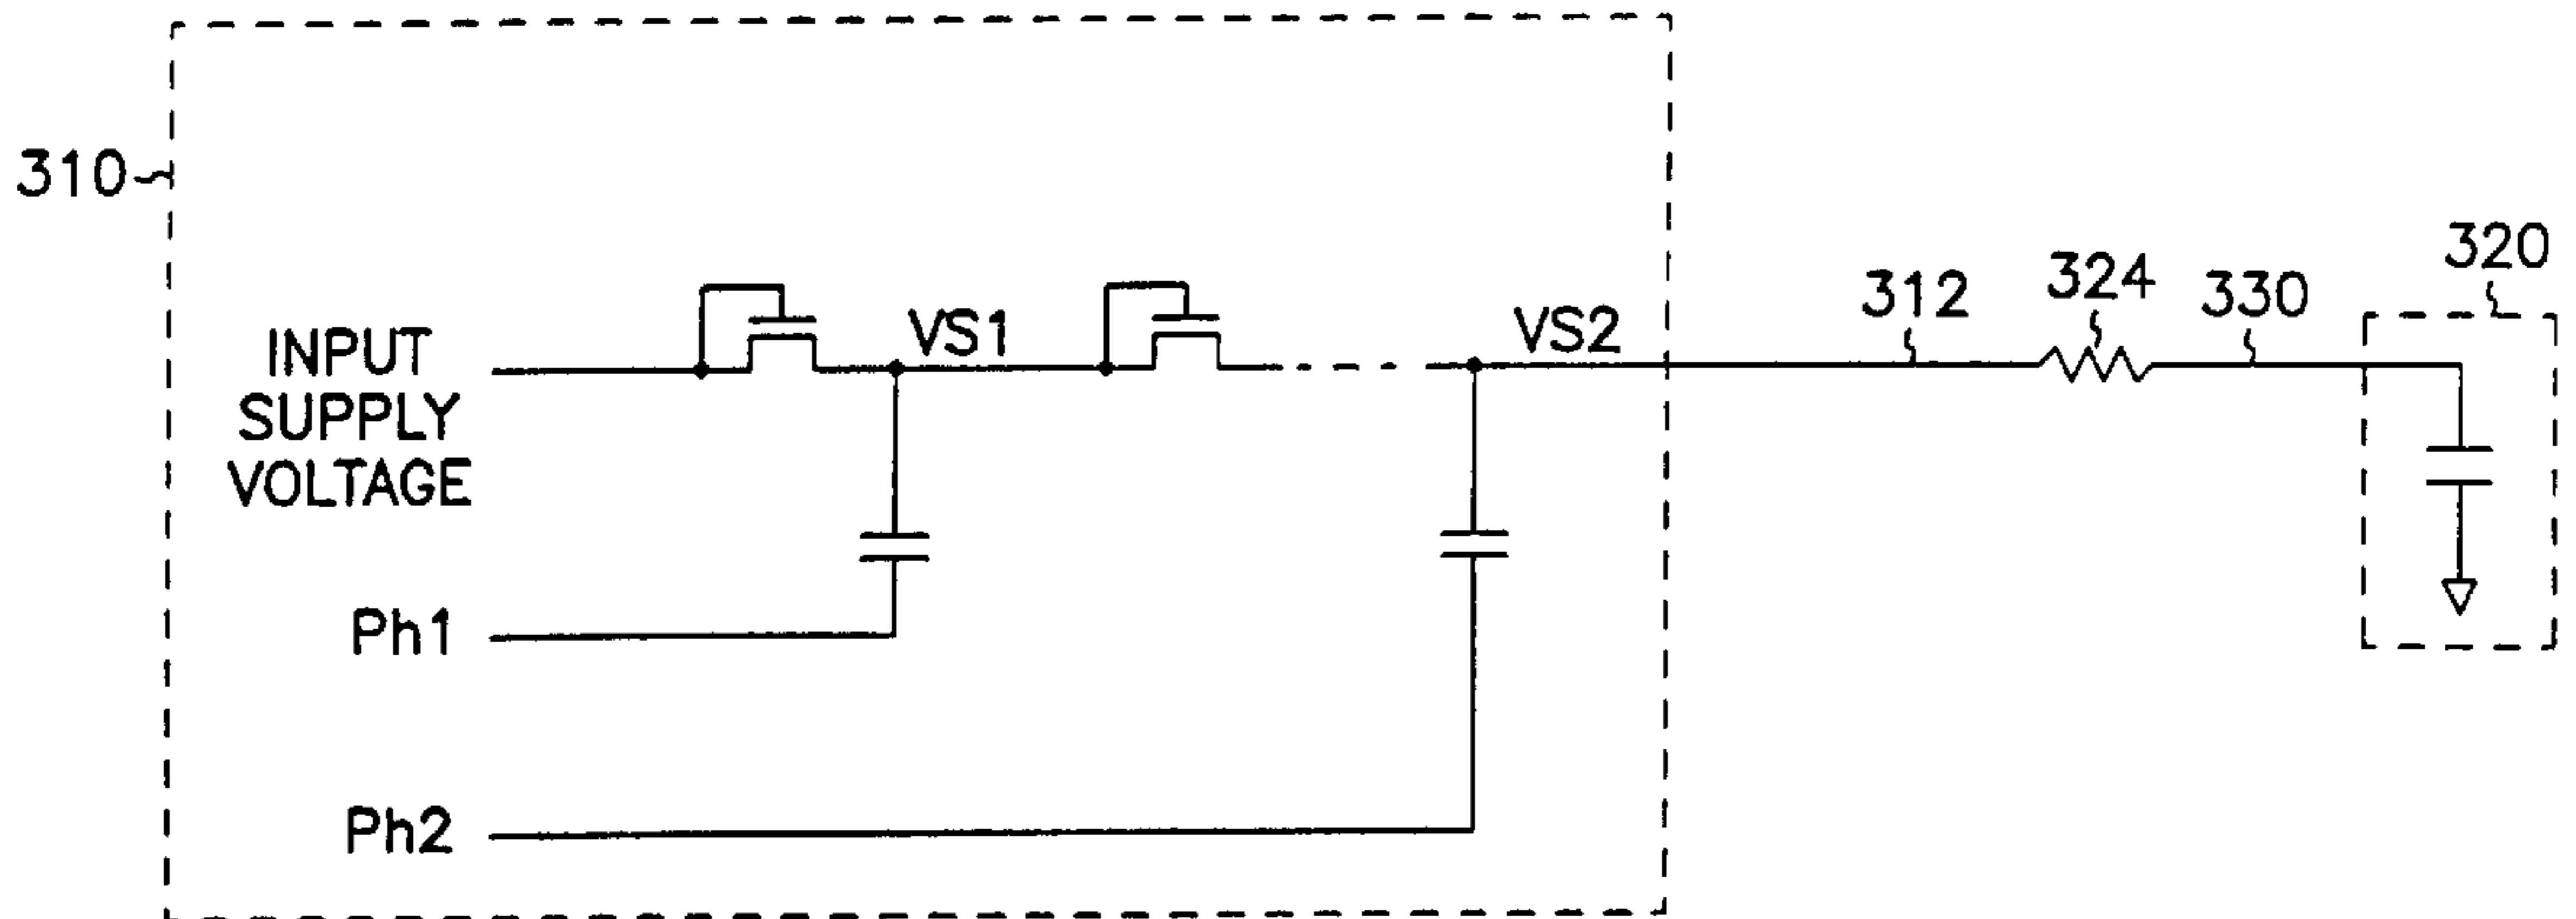 310
INPUT
SUPPLY
VOLTAGE
VS1
VS2
312
324
330
320
Ph1
Ph2